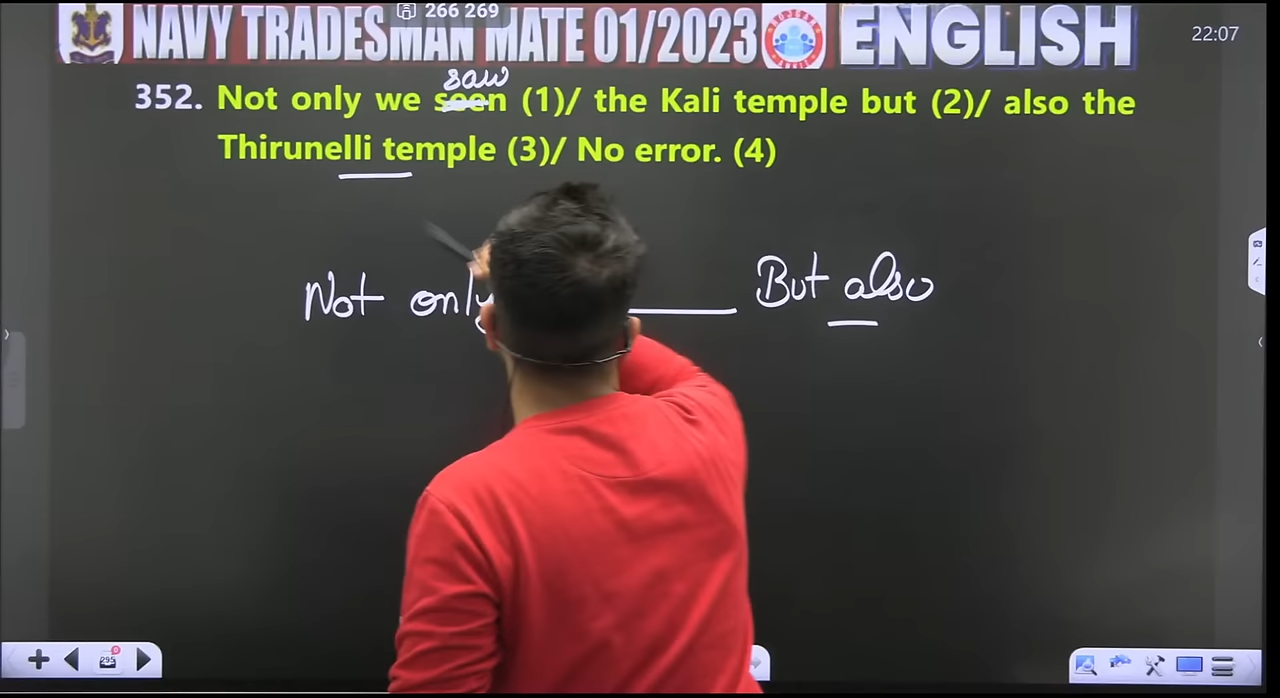 266 269
NAVY TRADESMAN MATE 01/2023 ENGLISH
22:07
saw
352. Not only we seen (1)/ the Kali temple but (2)/ also the
Thirunelli temple (3)/ No error. (4)
Not only But also
295